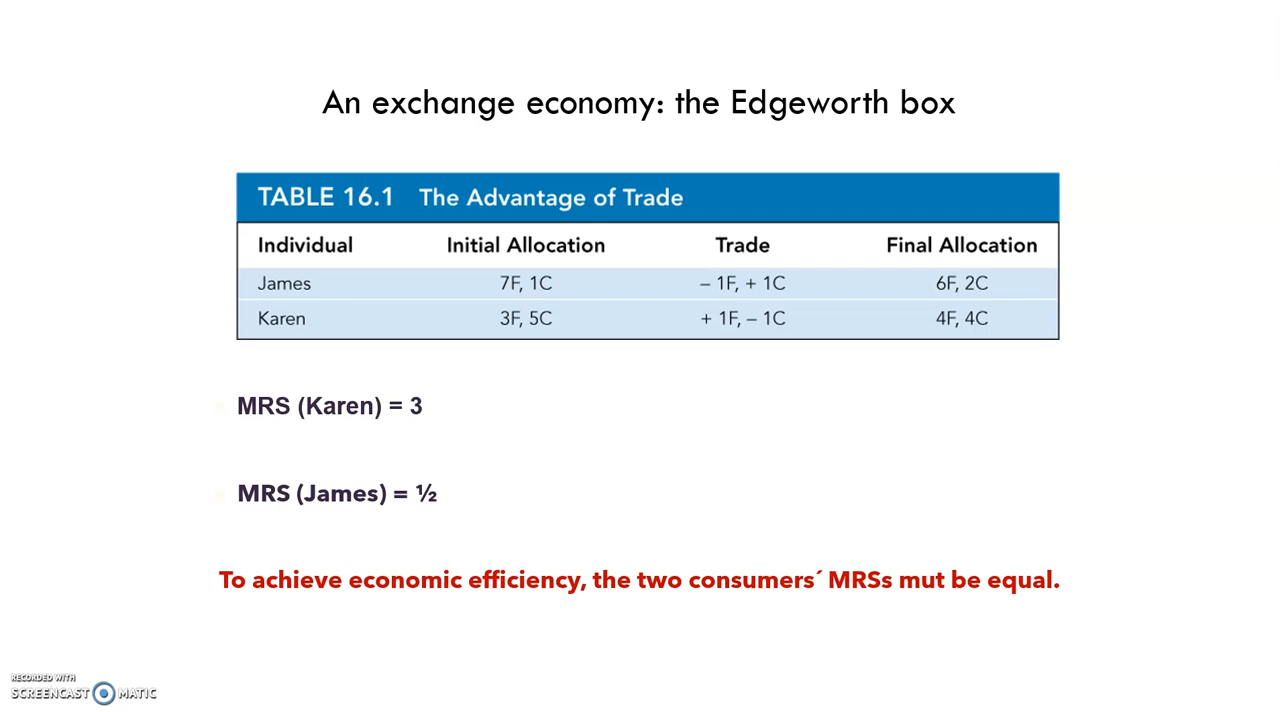 An exchange economy: the Edgeworth box
TABLE 16.1 The Advantage of Trade
Individual Initial Allocation Trade Final Allocation
James 7F, 1C – 1F, + 1C 6F, 2C
Karen 3F, 5C + 1F, – 1C 4F, 4C
MRS (Karen) = 3
MRS (James) = ½
To achieve economic efficiency, the two consumers´ MRSs mut be equal.
RECORDED WITH
SCREENCAST MATIC